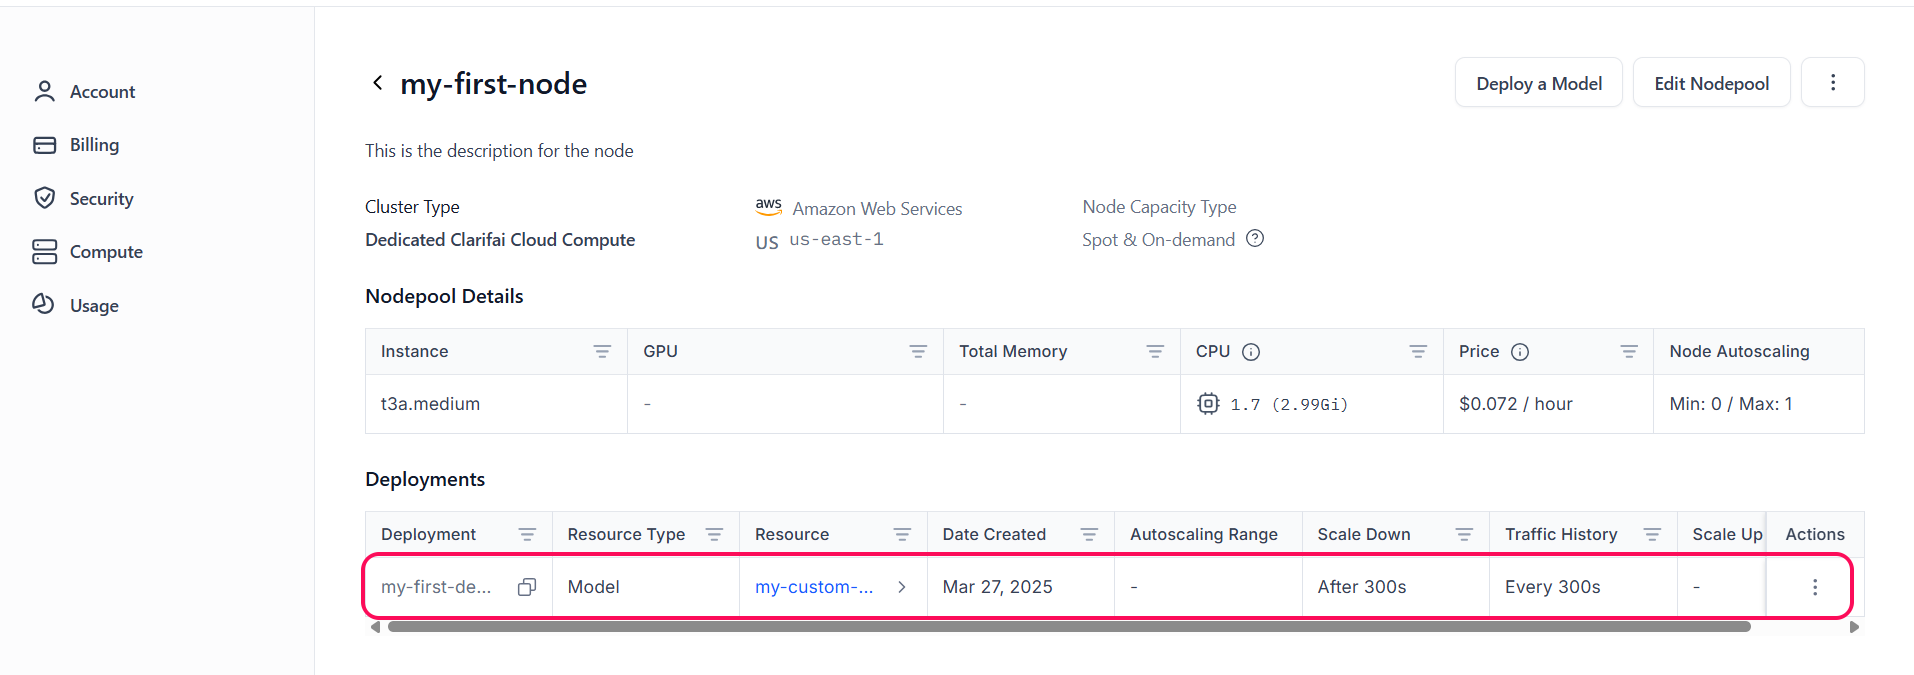 Account
Billing
Security
Compute
Usage
my-first-node
Deploy a Model
Edit Nodepool
This is the description for the node
Cluster Type
Dedicated Clarifai Cloud Compute
aws Amazon Web Services
US us-east-1
Node Capacity Type
Spot & On-demand
Nodepool Details
Instance GPU Total Memory CPU Price Node Autoscaling
t3a.medium - - 1.7 (2.99Gi) $0.072 / hour Min: 0 / Max: 1
Deployments
Deployment Resource Type Resource Date Created Autoscaling Range Scale Down Traffic History Scale Up Actions
my-first-de... Model my-custom-... Mar 27, 2025 - After 300s Every 300s -